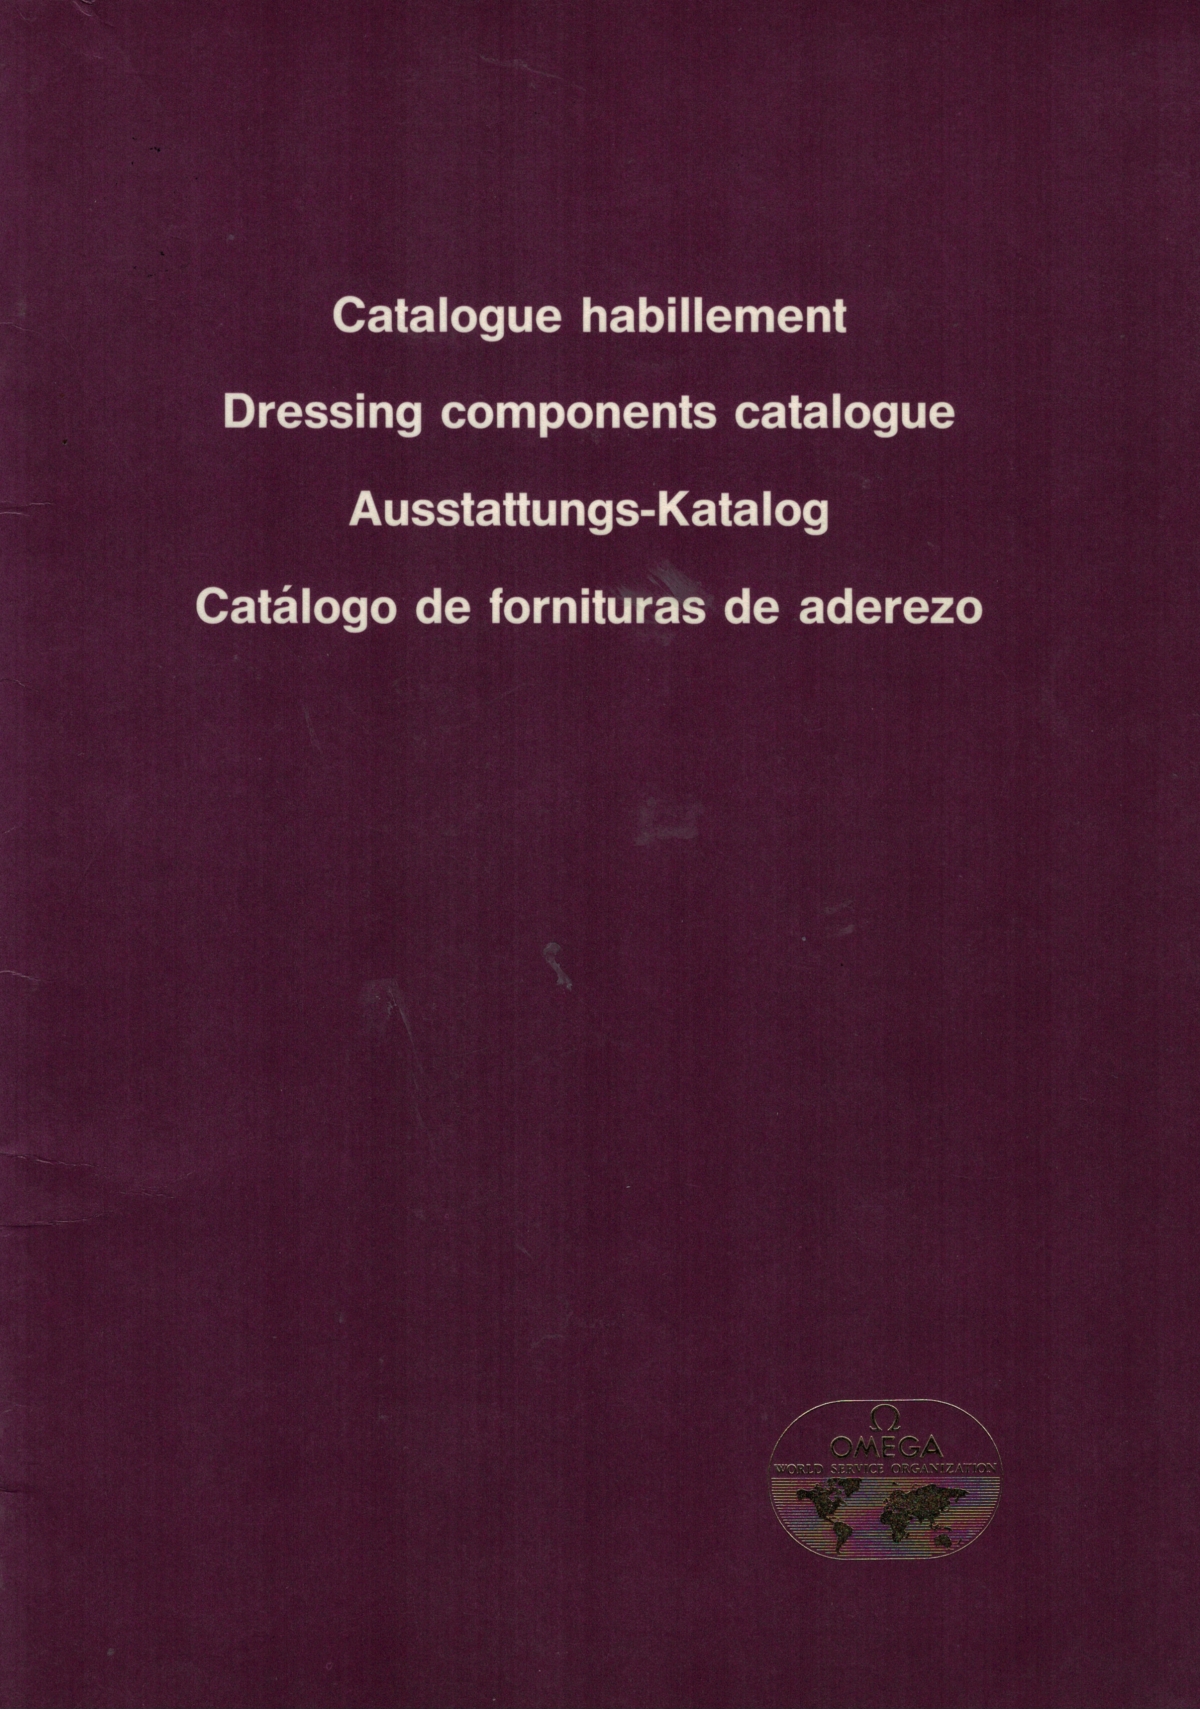 Catalogue habillement
Dressing components catalogue
Ausstattungs-Katalog
Catálogo de fornituras de aderezo
Ω
OMEGA
WORLD SERVICE ORGANIZATION